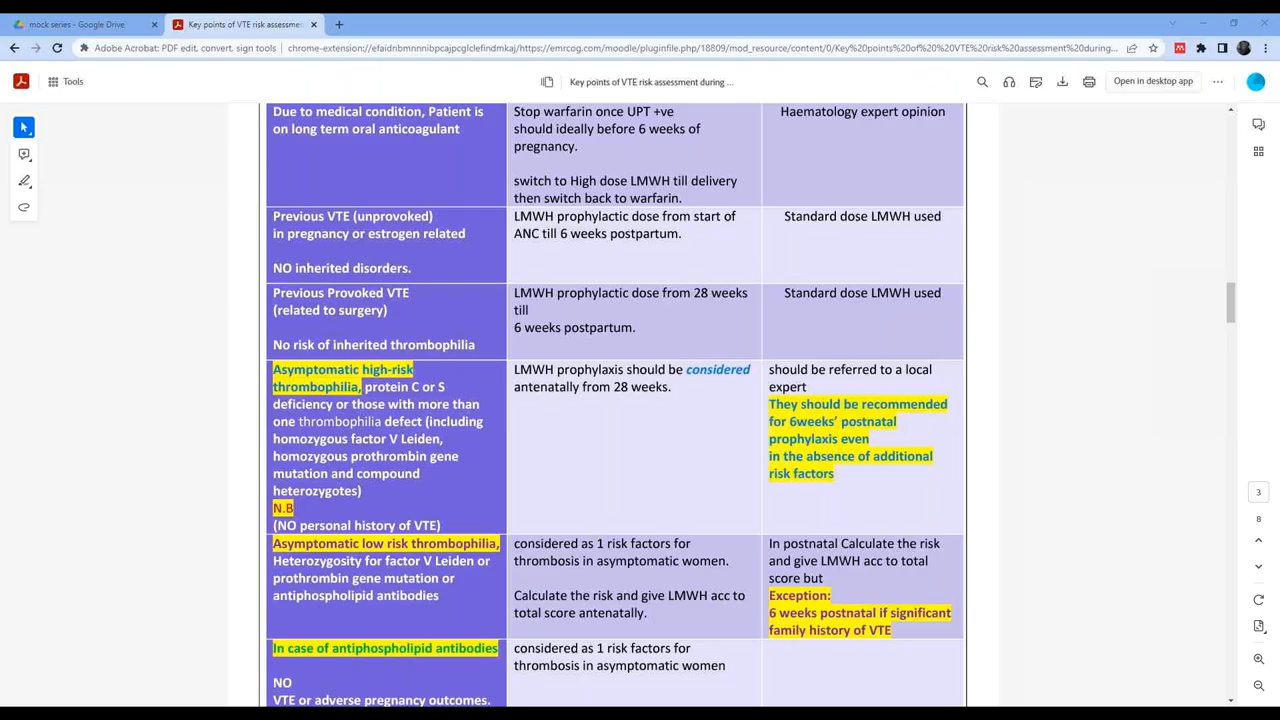 mock series - Google Drive
Key points of VTE risk assessme
Adobe Acrobat: PDF edit, convert, sign tools
chrome-extension://efaidnbmnnnibpcajpcglclefindmkaj/https://emrcog.com/moodle/pluginfile.php/18809/mod_resource/content/0/Key%20points%20of%20%20VTE%20risk%20assessment%20during...
Tools
Key points of VTE risk assessment during ...
Open in desktop app
Due to medical condition, Patient is
on long term oral anticoagulant
Stop warfarin once UPT +ve
should ideally before 6 weeks of
pregnancy.
switch to High dose LMWH till delivery
then switch back to warfarin.
Haematology expert opinion
Previous VTE (unprovoked)
in pregnancy or estrogen related
NO inherited disorders.
LMWH prophylactic dose from start of
ANC till 6 weeks postpartum.
Standard dose LMWH used
Previous Provoked VTE
(related to surgery)
No risk of inherited thrombophilia
LMWH prophylactic dose from 28 weeks
till
6 weeks postpartum.
Standard dose LMWH used
Asymptomatic high-risk
thrombophilia, protein C or S
deficiency or those with more than
one thrombophilia defect (including
homozygous factor V Leiden,
homozygous prothrombin gene
mutation and compound
heterozygotes)
N.B
(NO personal history of VTE)
LMWH prophylaxis should be considered
antenatally from 28 weeks.
should be referred to a local
expert
They should be recommended
for 6weeks' postnatal
prophylaxis even
in the absence of additional
risk factors
Asymptomatic low risk thrombophilia,
Heterozygosity for factor V Leiden or
prothrombin gene mutation or
antiphospholipid antibodies
considered as 1 risk factors for
thrombosis in asymptomatic women.
Calculate the risk and give LMWH acc to
total score antenatally.
In postnatal Calculate the risk
and give LMWH acc to total
score but
Exception:
6 weeks postnatal if significant
family history of VTE
In case of antiphospholipid antibodies
NO
VTE or adverse pregnancy outcomes.
considered as 1 risk factors for
thrombosis in asymptomatic women
3
8